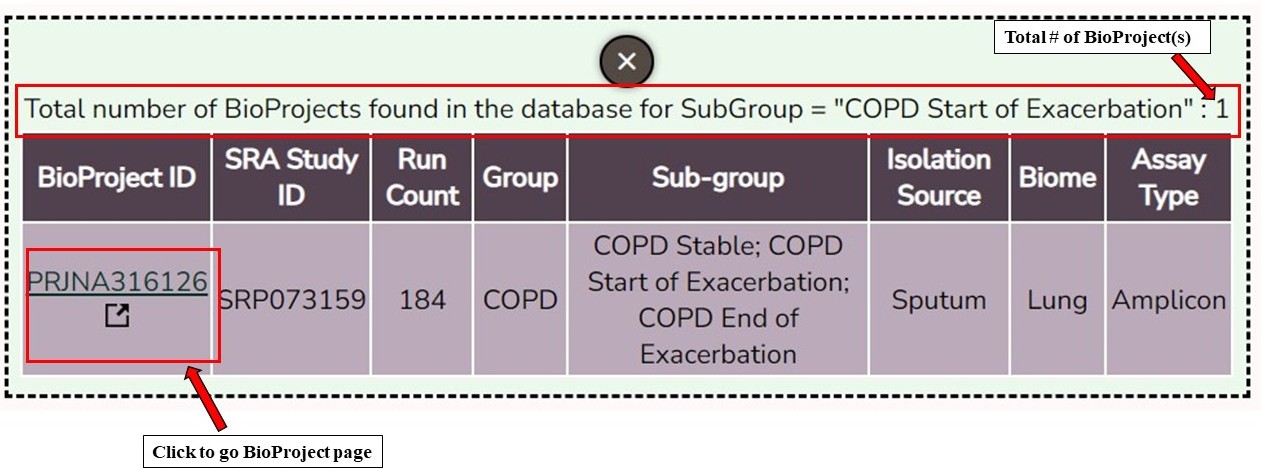 Total # of BioProject(s)
Total number of BioProjects found in the database for SubGroup = "COPD Start of Exacerbation" : 1
BioProject ID
SRA Study
ID
Run
Count
Group
Sub-group
Isolation
Source
Biome
Assay
Type
PRJNA316126
SRP073159
184
COPD
COPD Stable; COPD
Start of Exacerbation;
COPD End of
Exacerbation
Sputum
Lung
Amplicon
Click to go BioProject page